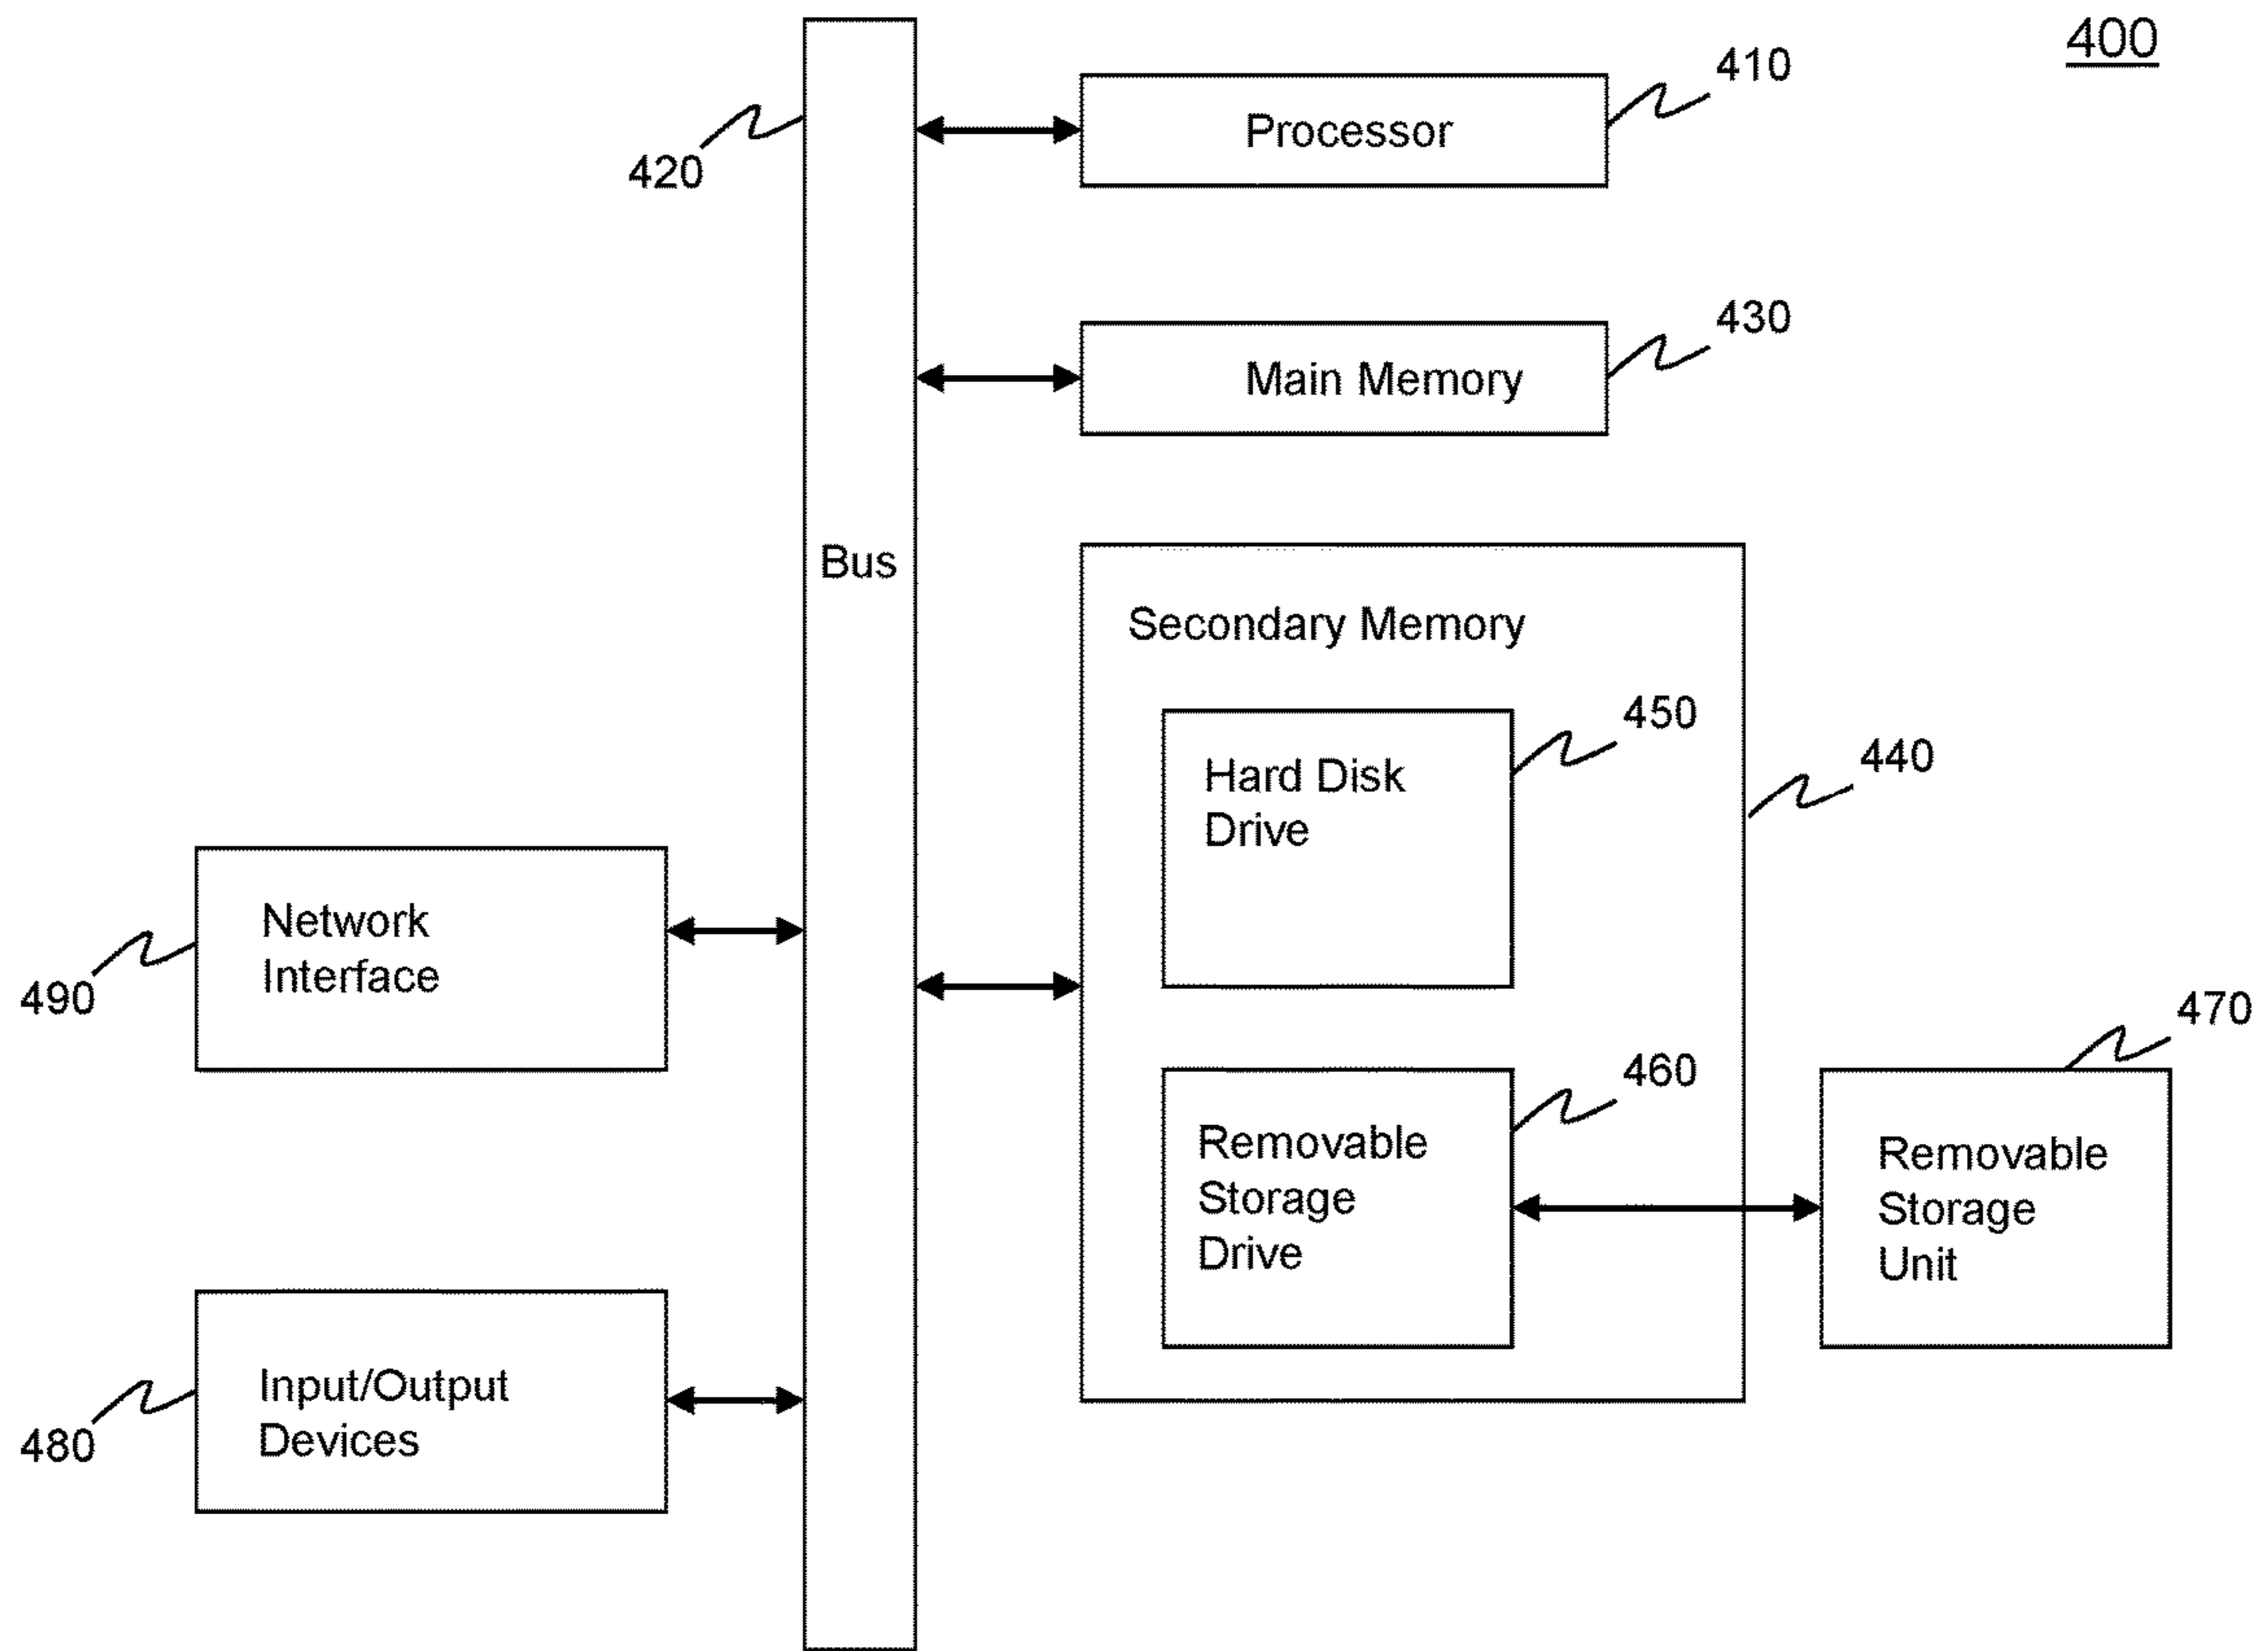 400
410
Processor
420
430
Main Memory
Bus
Secondary Memory
450
Hard Disk
Drive
440
Network
Interface
490
470
460
Removable
Storage
Drive
Removable
Storage
Unit
Input/Output
Devices
480